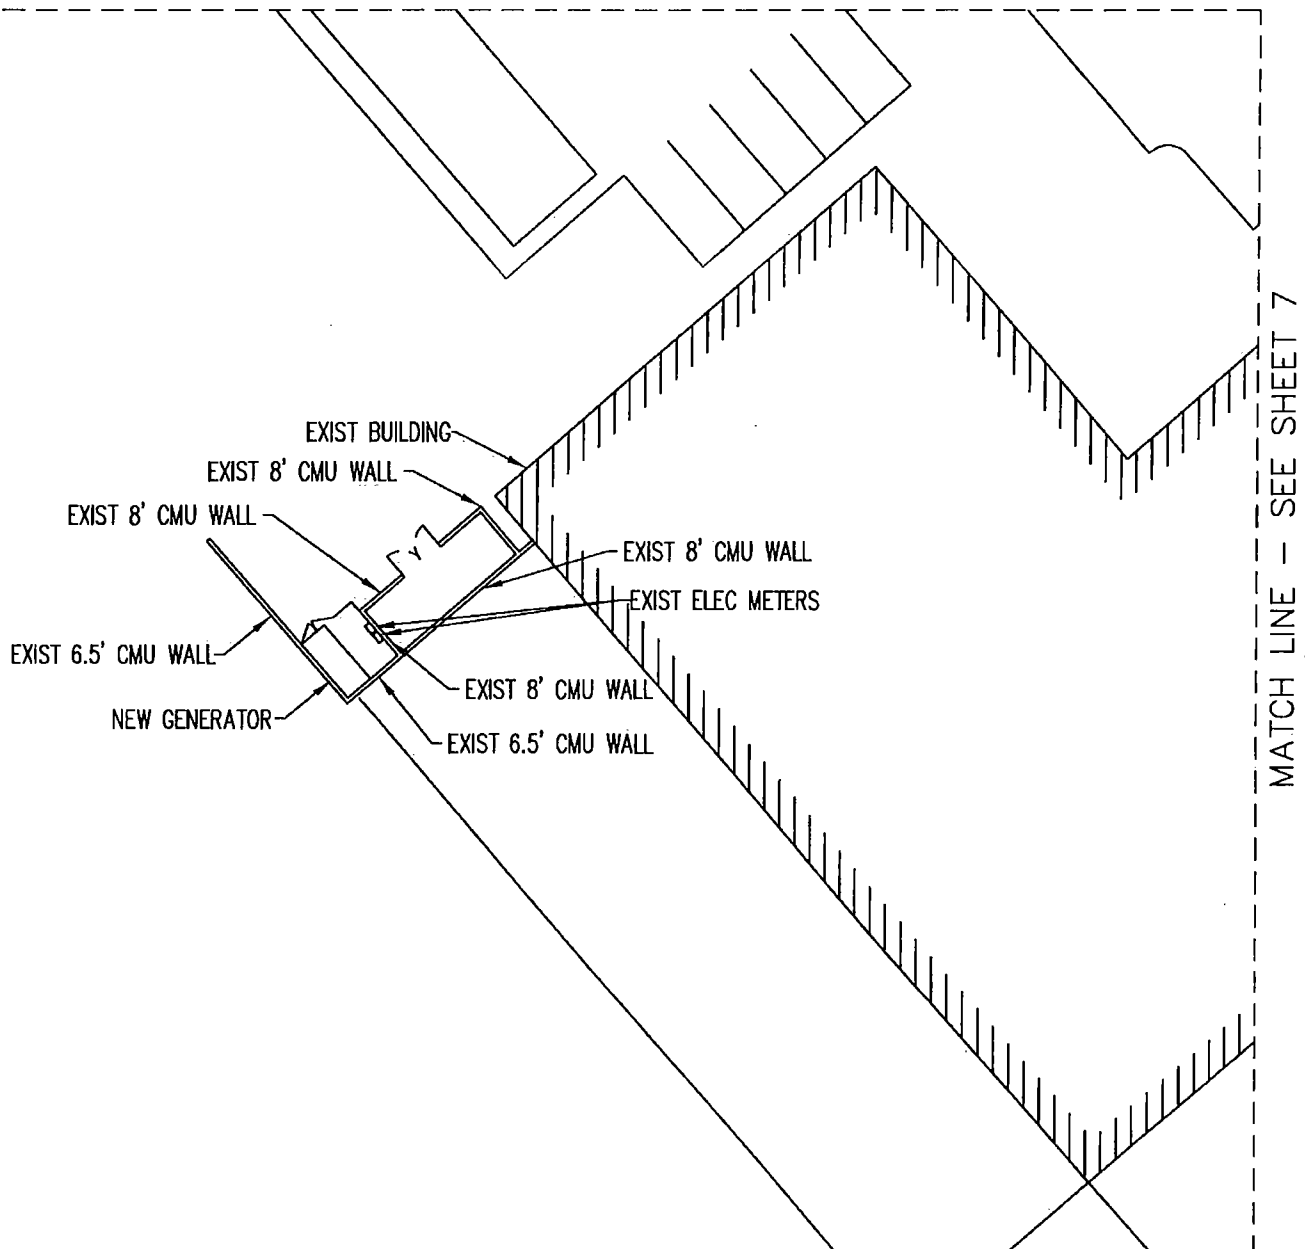 EXIST BUILDING
EXIST 8' CMU WALL
EXIST 8' CMU WALL
EXIST 8' CMU WALL
EXIST ELEC METERS
EXIST 6.5' CMU WALL
EXIST 8' CMU WALL
NEW GENERATOR
EXIST 6.5' CMU WALL
MATCH LINE - SEE SHEET 7